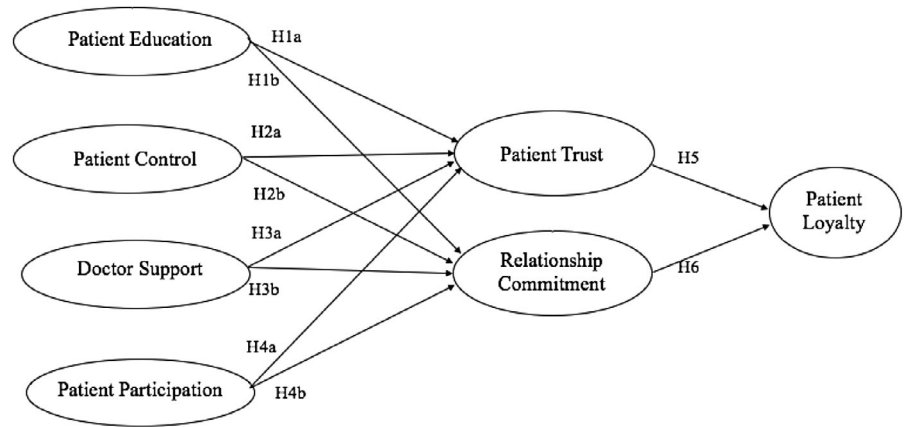 Patient Education
H1a
H1b
Patient Control
H2a
H2b
Doctor Support
H3a
H3b
Patient Participation
H4a
H4b
Patient Trust
Relationship
Commitment
H5
H6
Patient
Loyalty